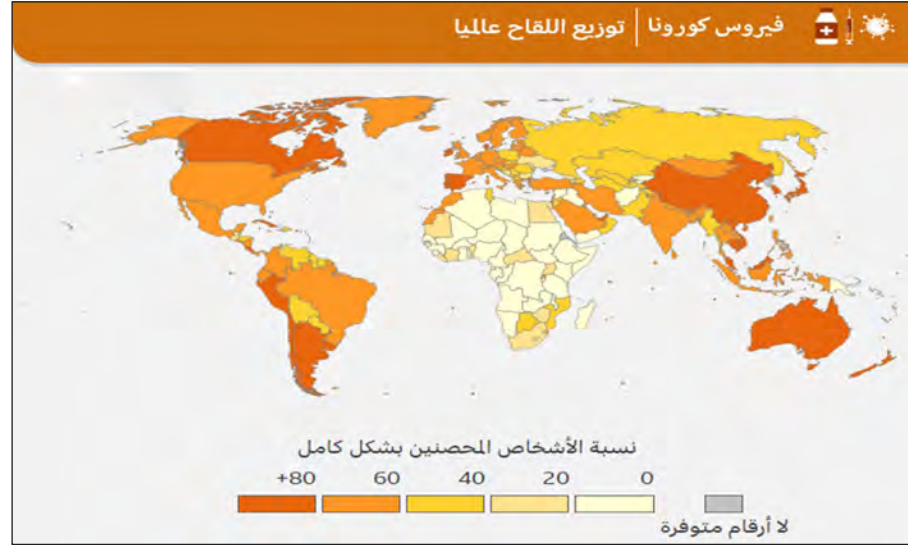 فيروس كورونا | توزيع اللقاح عالميا
نسبة الأشخاص المحصنين بشكل كامل
0 20 40 60 +80
لا أرقام متوفرة